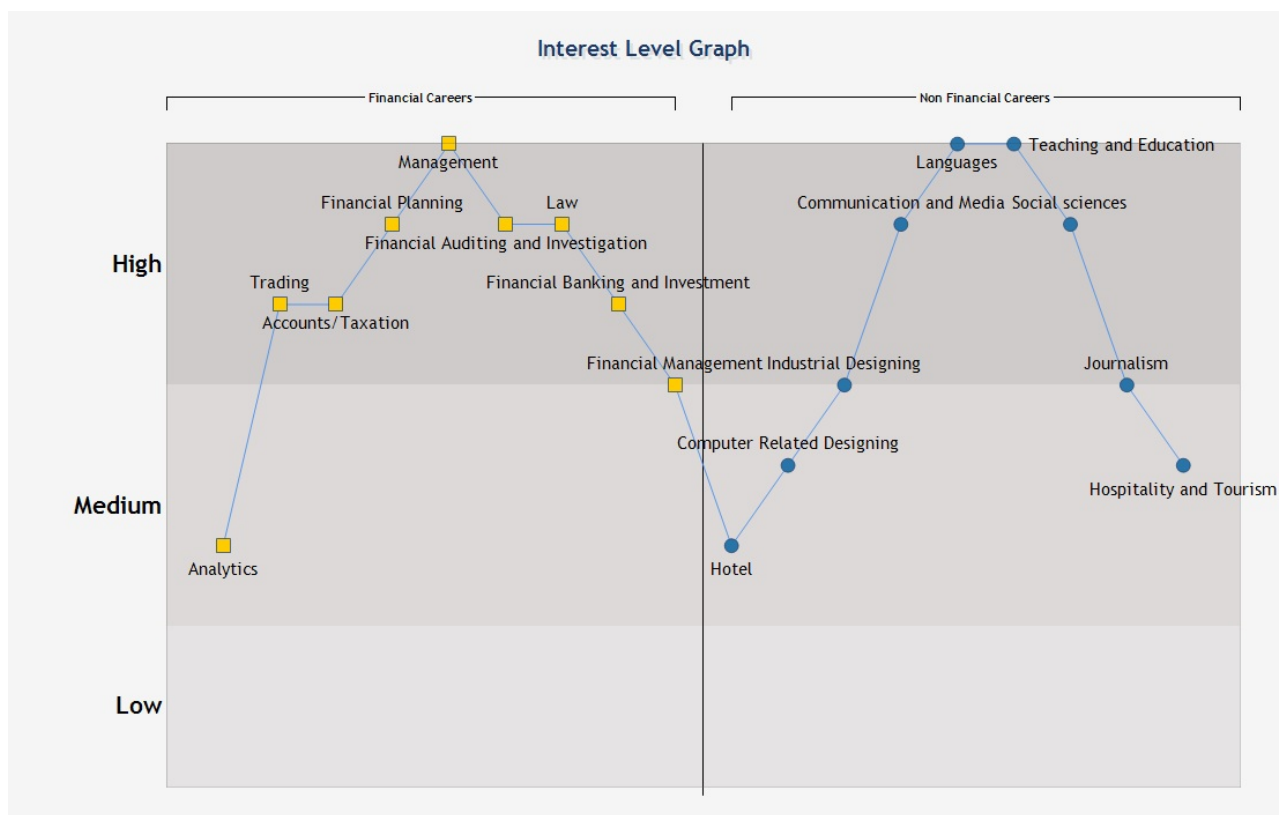 Interest Level Graph
Financial Careers
Non Financial Careers
Teaching and Education
Management
Languages
Financial Planning
Law
Communication and Media
Social sciences
Financial Auditing and Investigation
High
Trading
Financial Banking and Investment
Accounts/Taxation
Financial Management
Industrial Designing
Journalism
Computer Related Designing
Hospitality and Tourism
Medium
Analytics
Hotel
Low